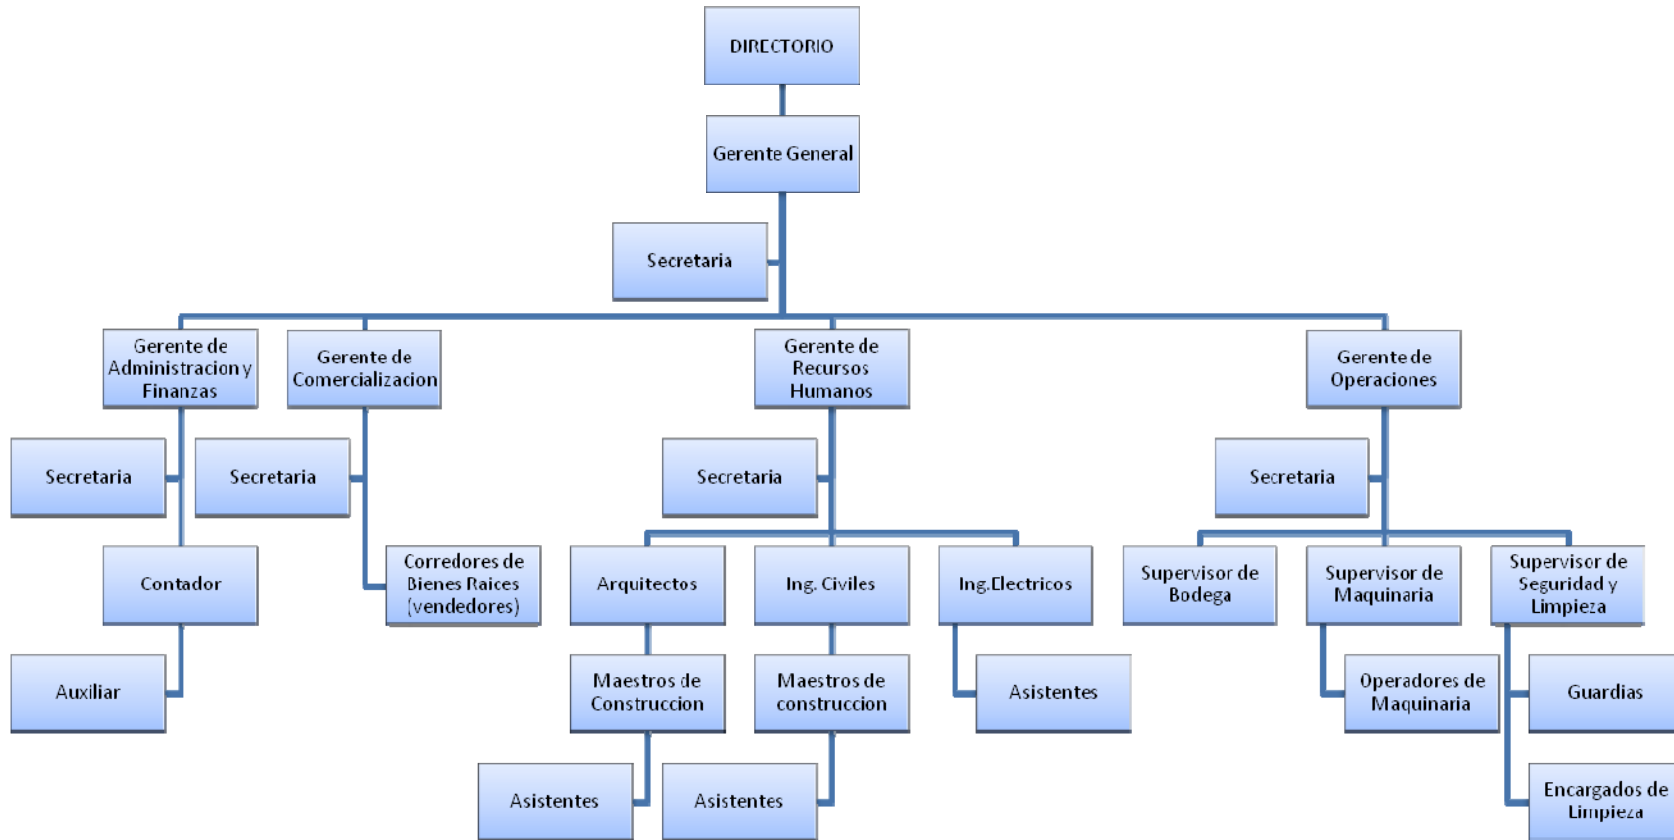 DIRECTORIO
Gerente General
Secretaria
Gerente de
Administracion y
Finanzas
Gerente de
Comercializacion
Gerente de
Recursos
Humanos
Gerente de
Operaciones
Secretaria
Secretaria
Secretaria
Secretaria
Contador
Corredores de
Bienes Raices
(vendedores)
Arquitectos
Ing. Civiles
Ing.Electricos
Supervisor de
Bodega
Supervisor de
Maquinaria
Supervisor de
Seguridad y
Limpieza
Auxiliar
Maestros de
Construccion
Maestros de
construccion
Asistentes
Operadores de
Maquinaria
Guardias
Asistentes
Asistentes
Encargados de
Limpieza